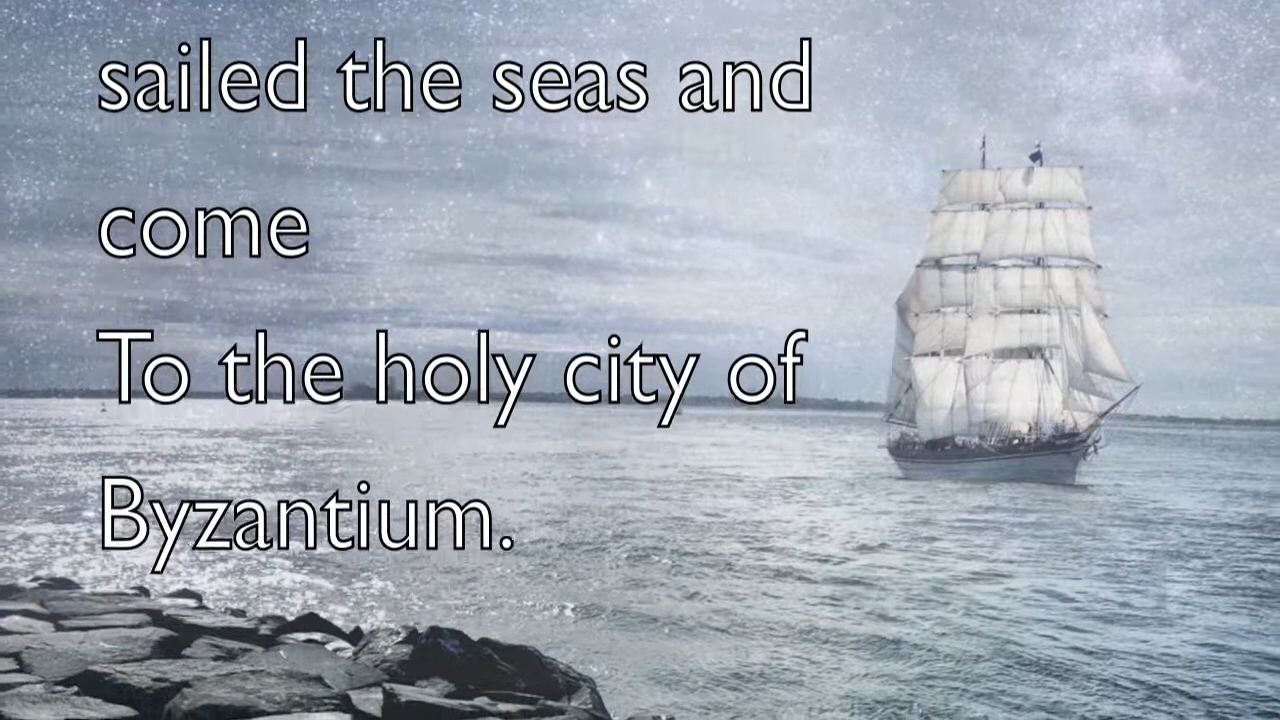 sailed the seas and
come
To the holy city of
Byzantium.